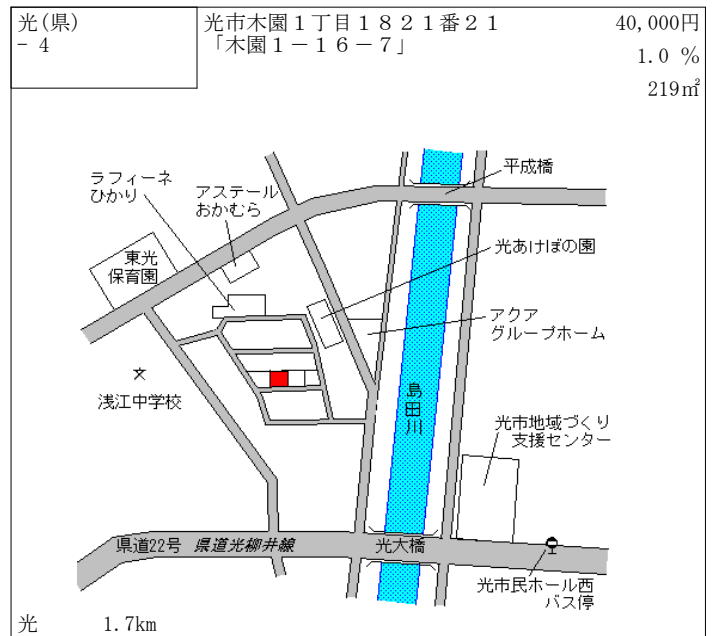 光(県)
- 4
光市木園１丁目１８２１番２１
「木園１－１６－７」
40,000円
1.0 %
219㎡
平成橋
ラフィーネ
ひかり
アステール
おかむら
東光
保育園
光あけぼの園
アクア
グループホーム
文
浅江中学校
島田川
光市地域づくり
支援センター
県道22号 県道光柳井線
光大橋
光市民ホール西
バス停
光 1.7km